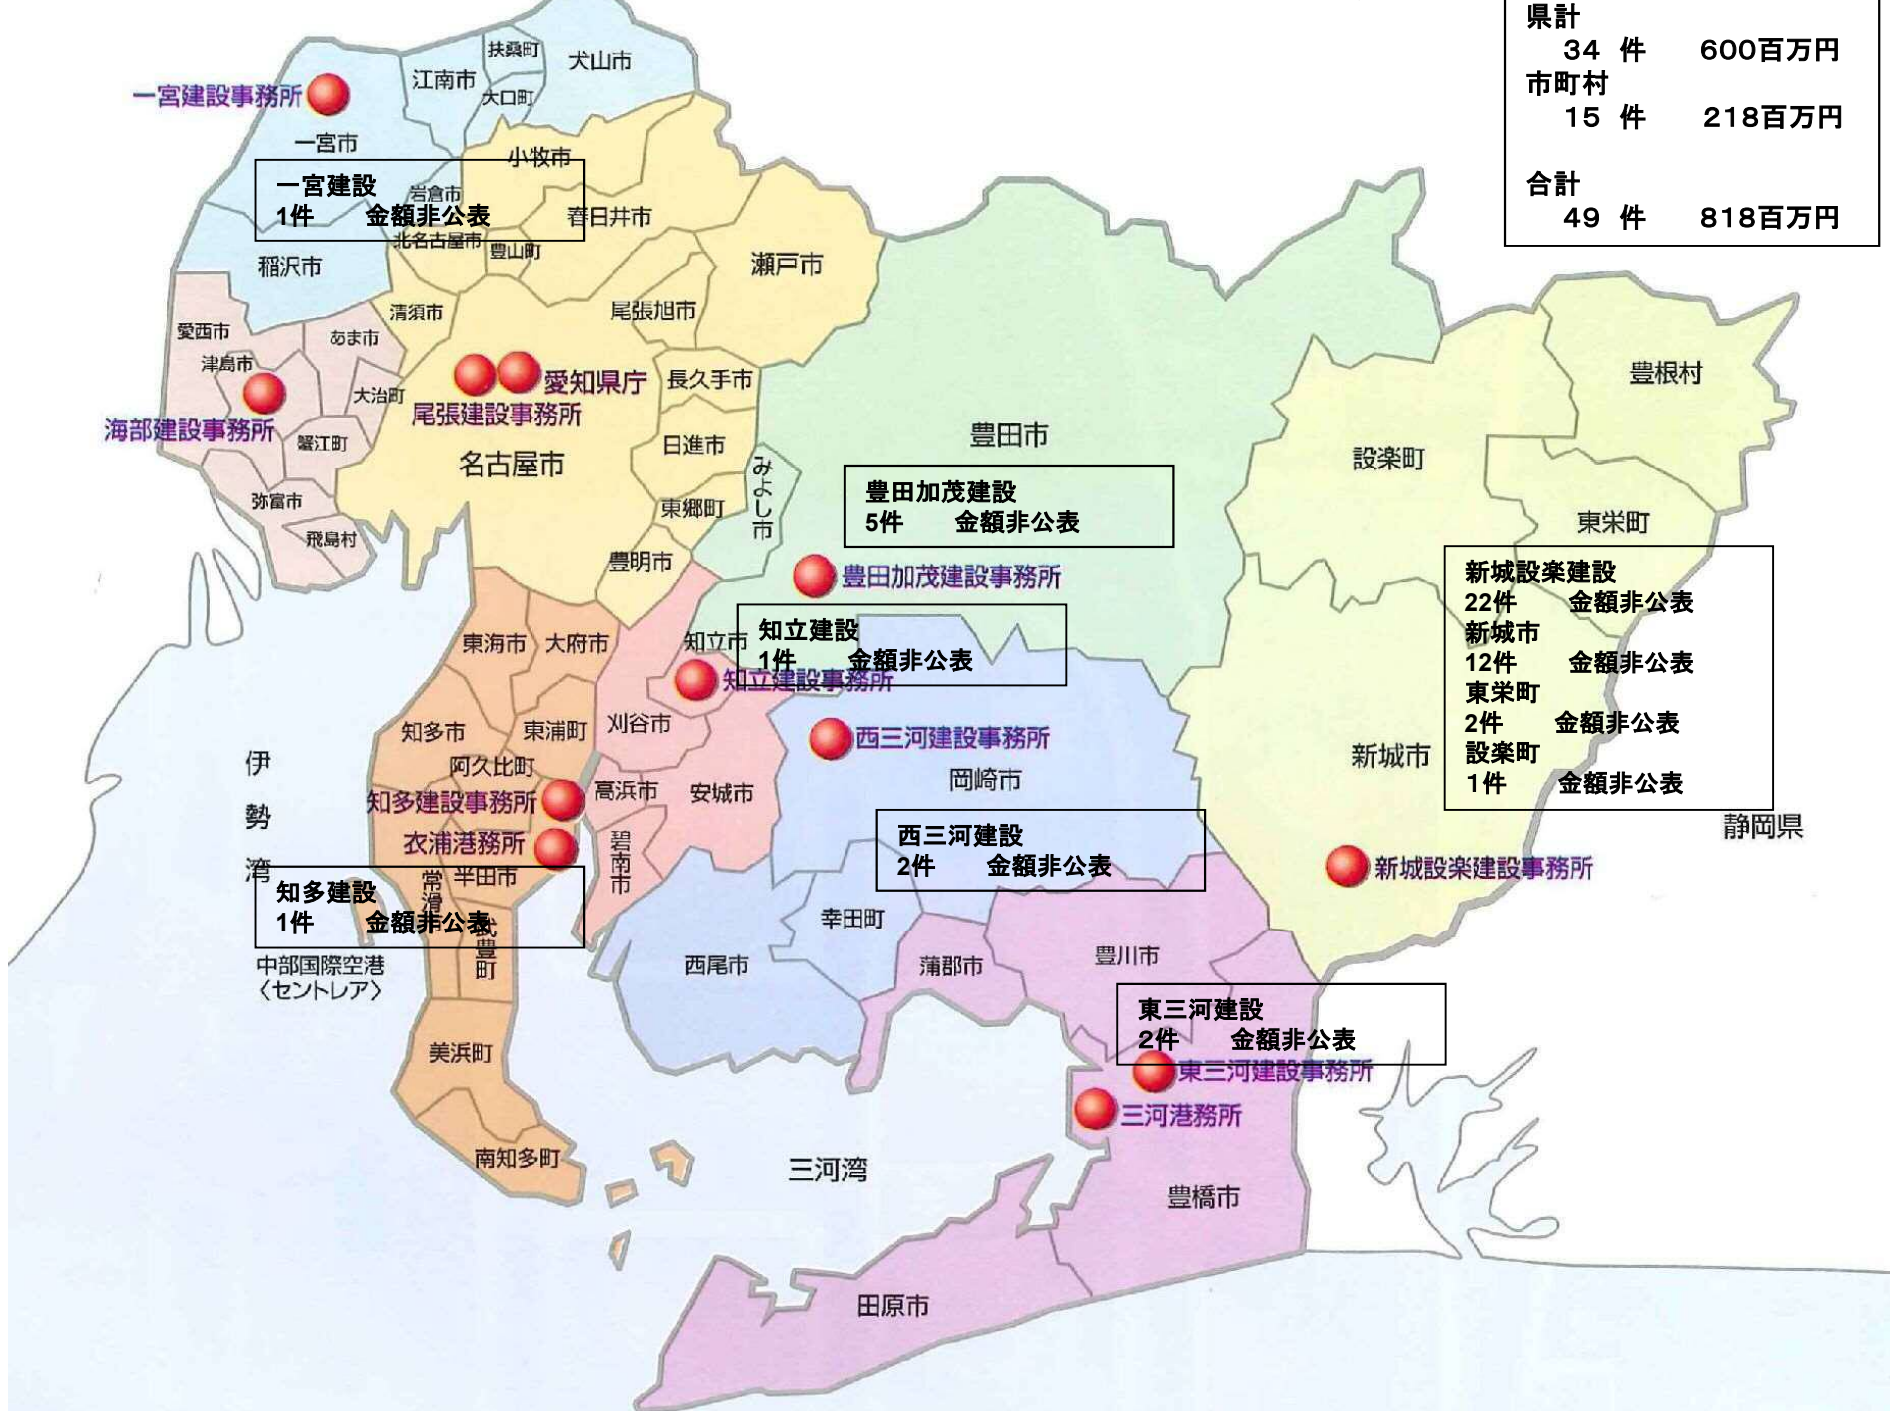 県計
34 件 600百万円
市町村
15 件 218百万円
合計
49 件 818百万円
扶桑町
犬山市
江南市
大口町
一宮建設事務所
一宮市
小牧市
一宮建設
1件 金額非公表
岩倉市
春日井市
北名古屋市
豊山町
稲沢市
瀬戸市
清須市
尾張旭市
愛西市
あま市
津島市
豊根村
愛知県庁
長久手市
大治町
尾張建設事務所
海部建設事務所
蟹江町
豊田市
日進市
設楽町
名古屋市
みよし市
豊田加茂建設
5件 金額非公表
弥富市
東郷町
東栄町
飛島村
豊明市
豊田加茂建設事務所
新城設楽建設
22件 金額非公表
新城市
12件 金額非公表
東栄町
2件 金額非公表
設楽町
1件 金額非公表
東海市
大府市
知立市
知立建設
1件 金額非公表
知立建設事務所
刈谷市
知多市
東浦町
西三河建設事務所
新城市
伊勢湾
阿久比町
岡崎市
高浜市
安城市
知多建設事務所
静岡県
衣浦港務所
碧南市
西三河建設
2件 金額非公表
新城設楽建設事務所
半田市
常滑
知多建設
1件 金額非公表
武豊町
幸田町
中部国際空港
〈セントレア〉
西尾市
蒲郡市
豊川市
東三河建設
2件 金額非公表
美浜町
東三河建設事務所
三河港務所
南知多町
三河湾
豊橋市
田原市